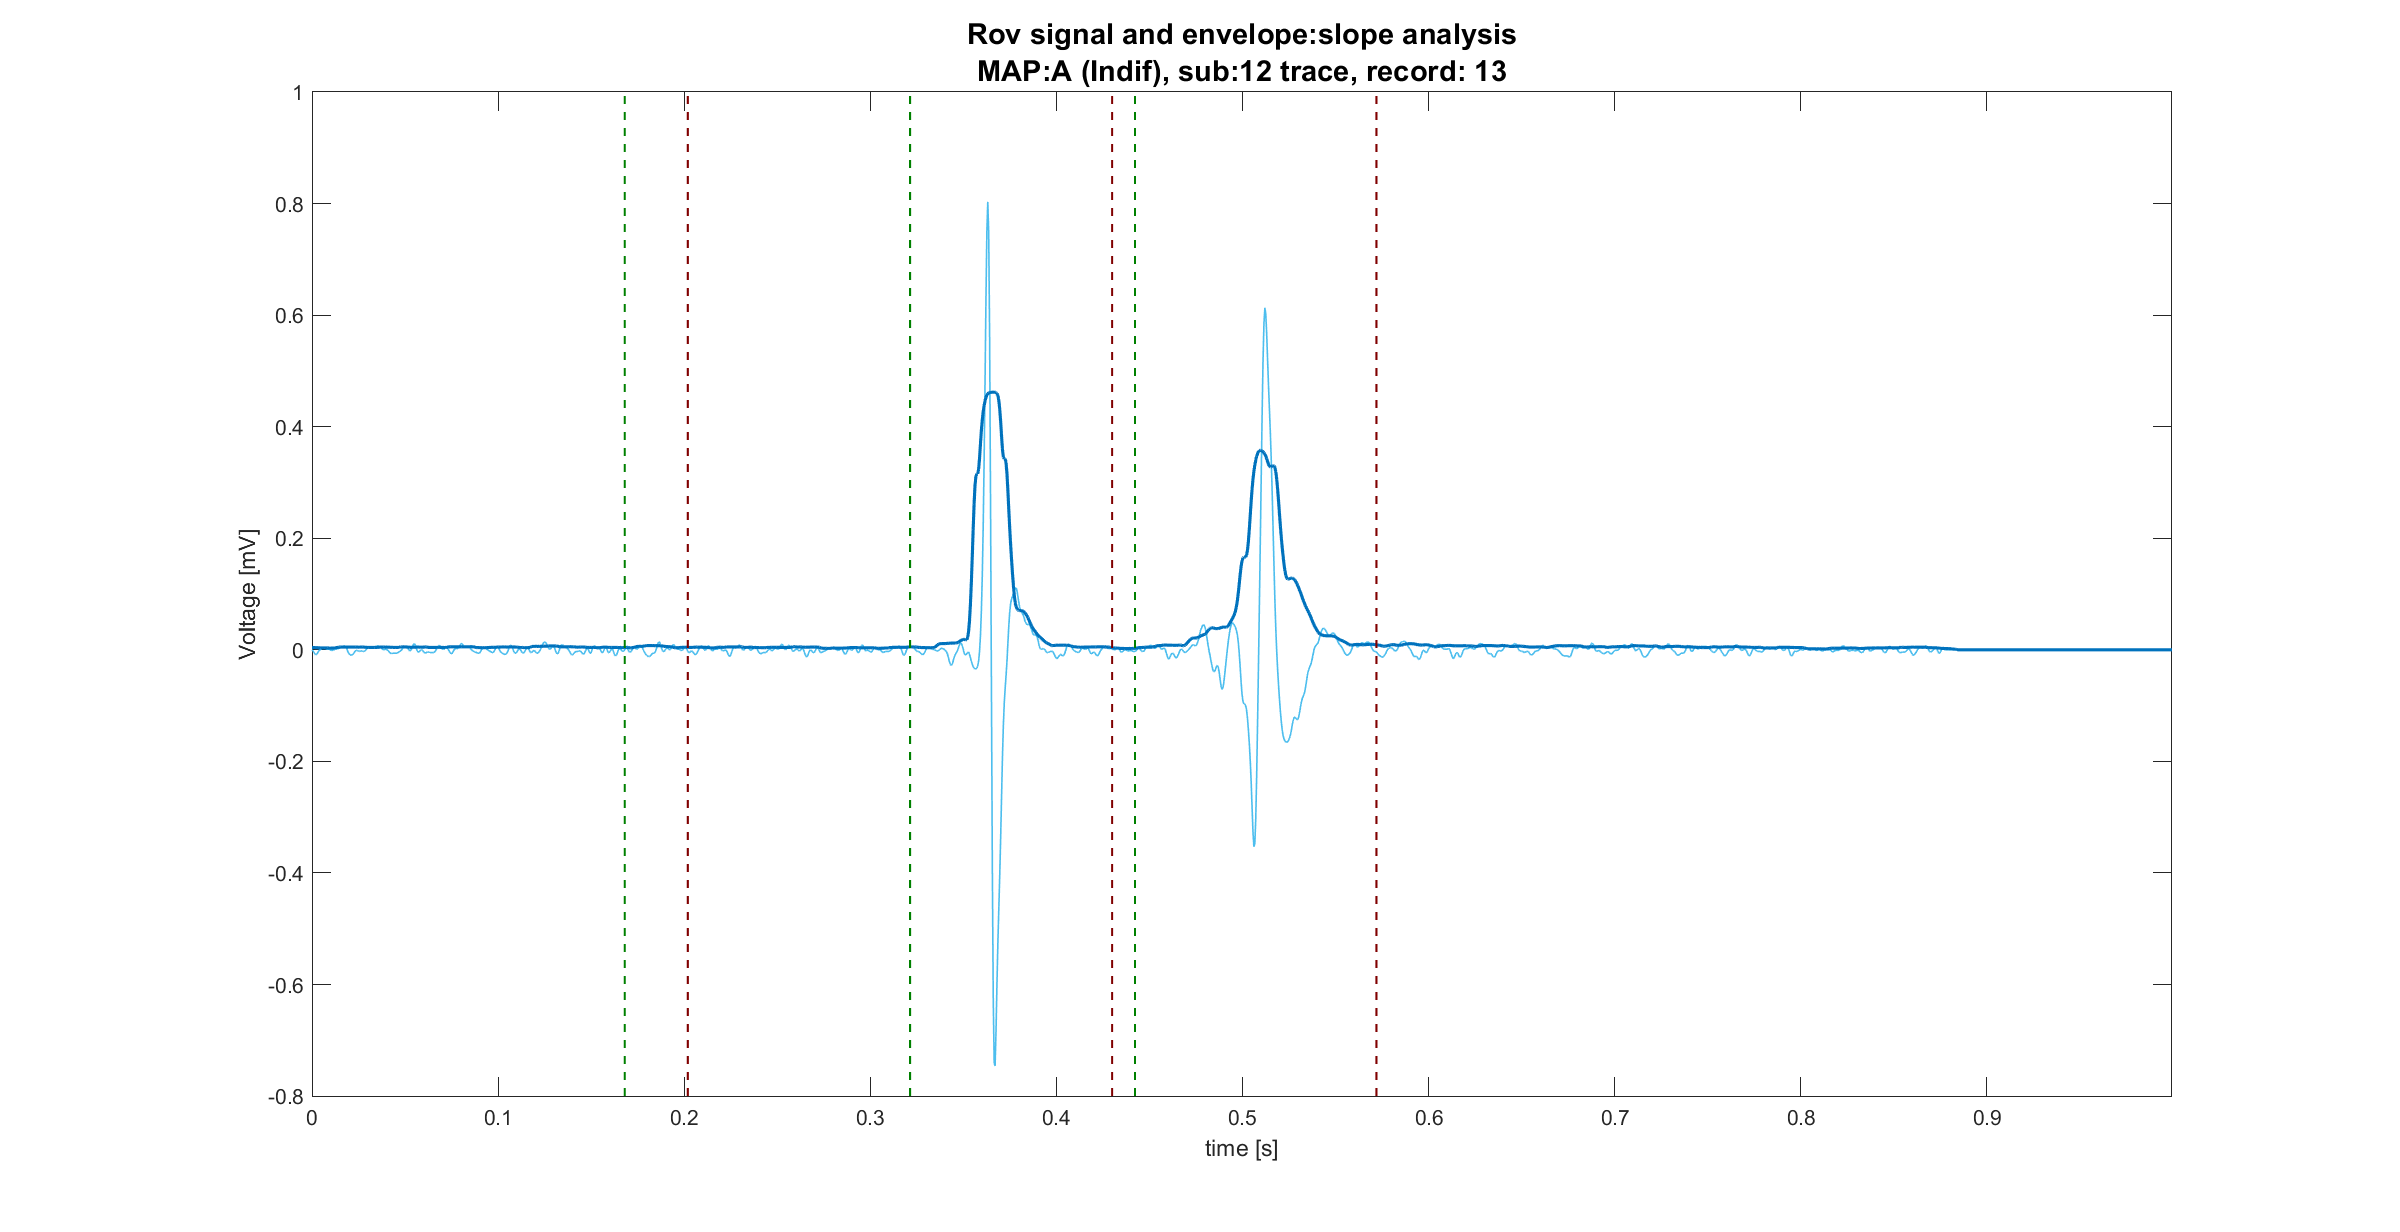 Rov signal and envelope:slope analysis
MAP:A (Indif), sub:12 trace, record: 13
1
0.8
0.6
0.4
0.2
0
-0.2
-0.4
-0.6
-0.8
Voltage [mV]
0 0.1 0.2 0.3 0.4 0.5 0.6 0.7 0.8 0.9
time [s]